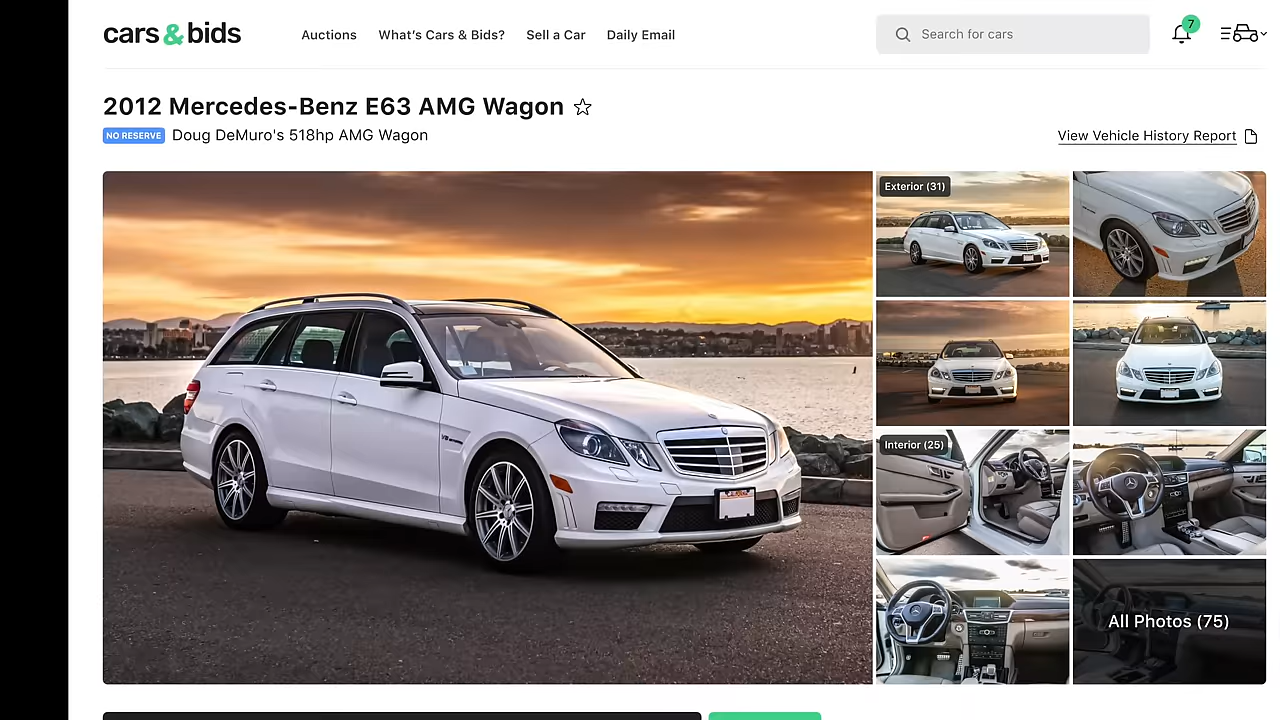 cars & bids
Auctions
What's Cars & Bids?
Sell a Car
Daily Email
Search for cars
7
2012 Mercedes-Benz E63 AMG Wagon
NO RESERVE Doug DeMuro's 518hp AMG Wagon
View Vehicle History Report
Exterior (31)
Interior (25)
All Photos (75)